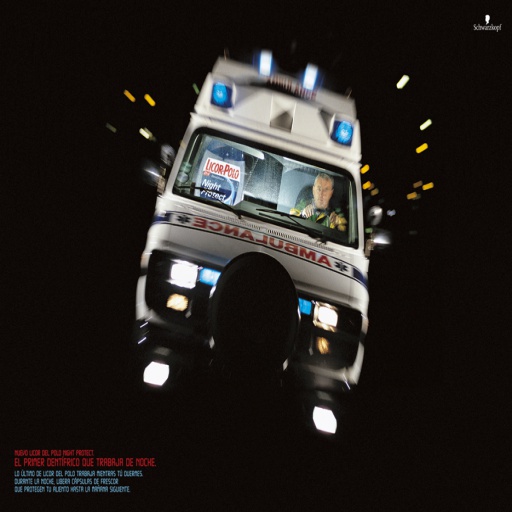 Schwarzkopf
LICOR POLO
Night
Protect
AMBULANCE
NUEVO LICOR DEL POLO NIGHT PROTECT.
EL PRIMER DENTÍFRICO QUE TRABAJA DE NOCHE.
LO ÚLTIMO DE LICOR DEL POLO TRABAJA MIENTRAS TÚ DUERMES.
DURANTE LA NOCHE, LIBERA CÁPSULAS DE FRESCOR
QUE PROTEGEN TU ALIENTO HASTA LA MAÑANA SIGUIENTE.